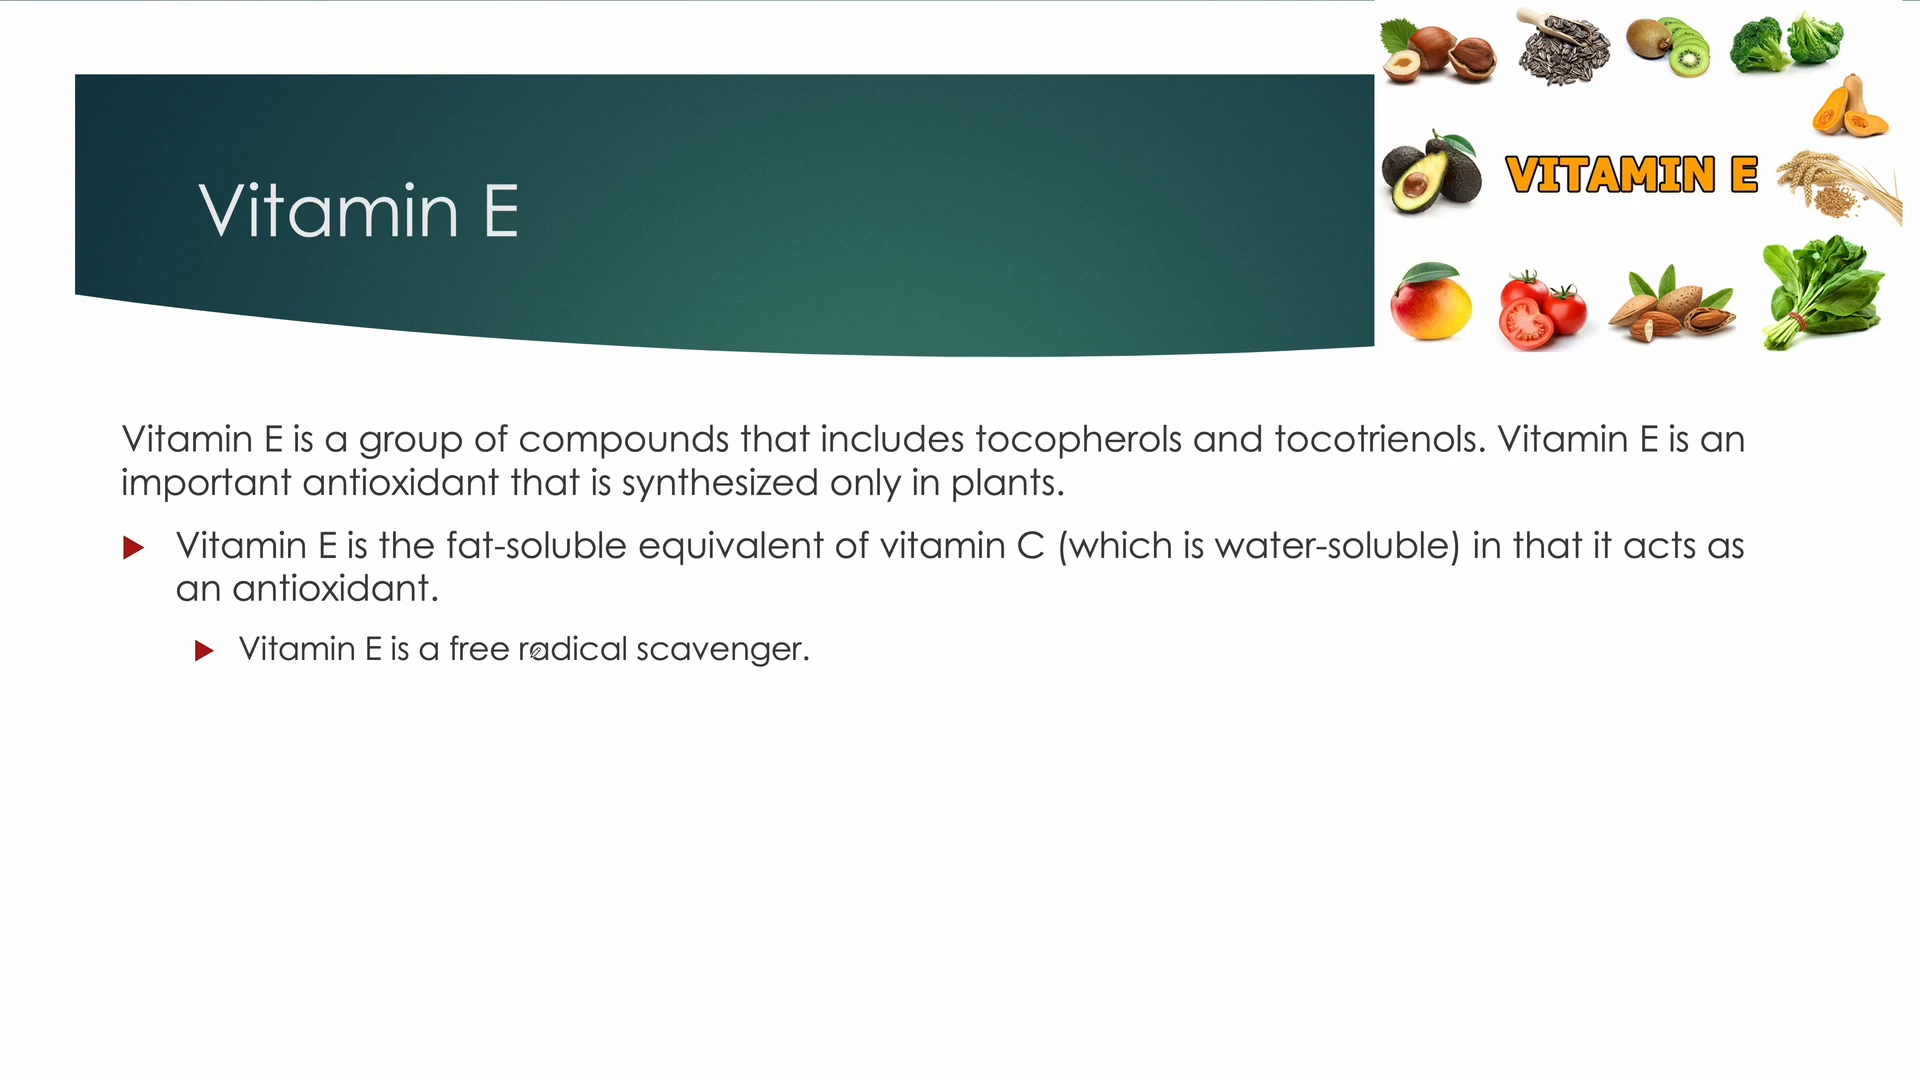 Vitamin E
VITAMIN E
Vitamin E is a group of compounds that includes tocopherols and tocotrienols. Vitamin E is an
important antioxidant that is synthesized only in plants.
Vitamin E is the fat-soluble equivalent of vitamin C (which is water-soluble) in that it acts as
an antioxidant.
Vitamin E is a free radical scavenger.